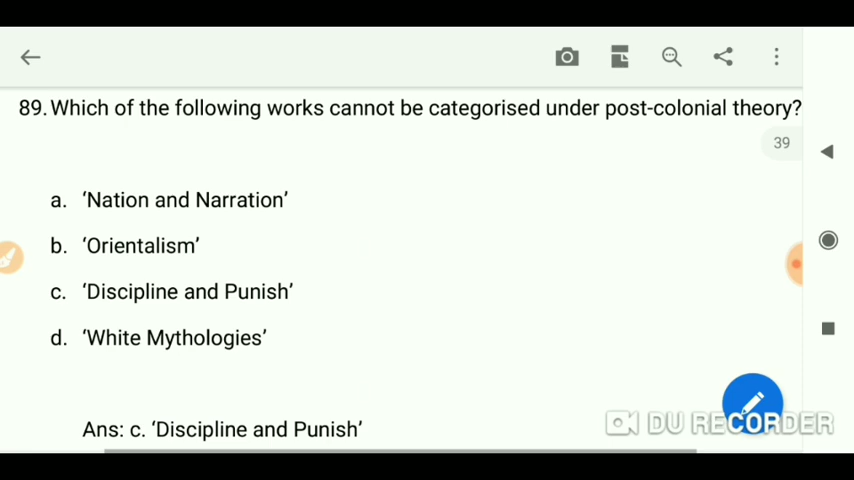 89. Which of the following works cannot be categorised under post-colonial theory?
39
a. ‘Nation and Narration’
b. ‘Orientalism’
c. ‘Discipline and Punish’
d. ‘White Mythologies’
Ans: c. ‘Discipline and Punish’
DU RECORDER